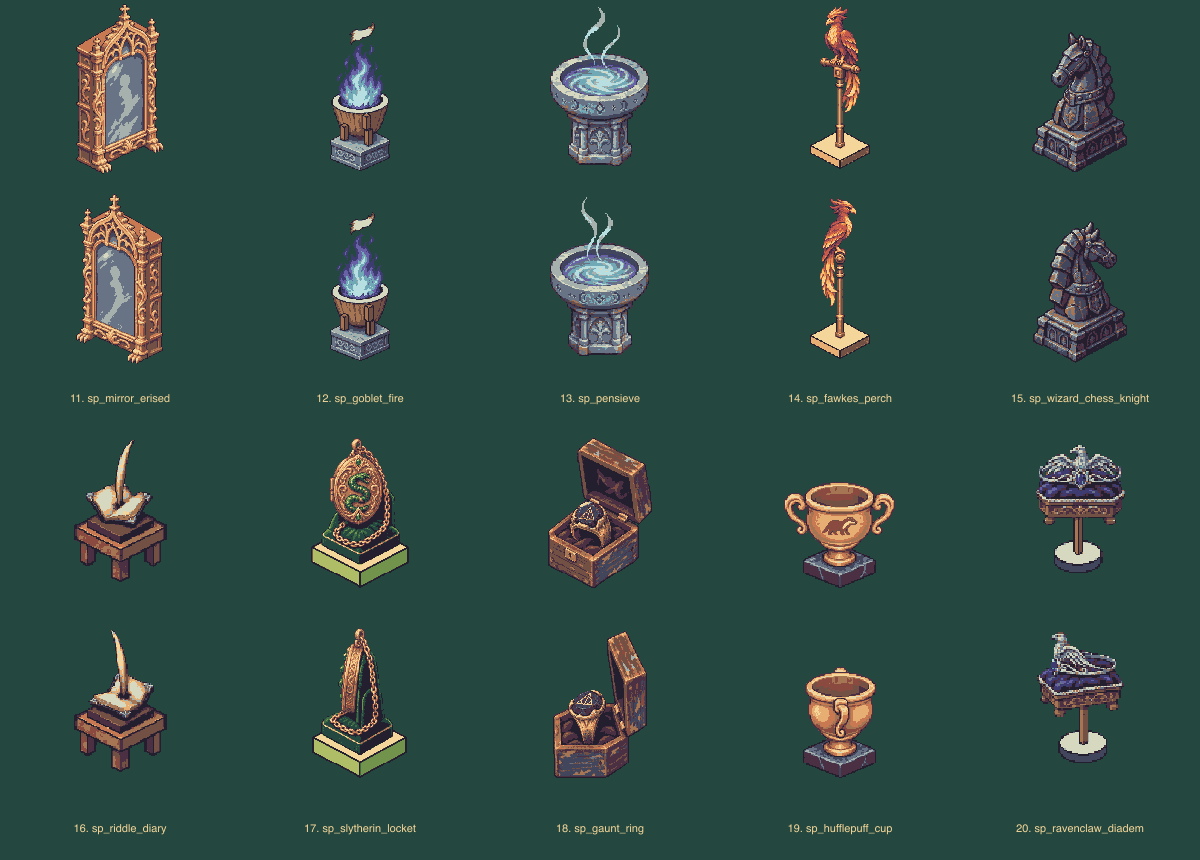 11. sp_mirror_erised
12. sp_goblet_fire
13. sp_pensieve
14. sp_fawkes_perch
15. sp_wizard_chess_knight
16. sp_riddle_diary
17. sp_slytherin_locket
18. sp_gaunt_ring
19. sp_hufflepuff_cup
20. sp_ravenclaw_diadem